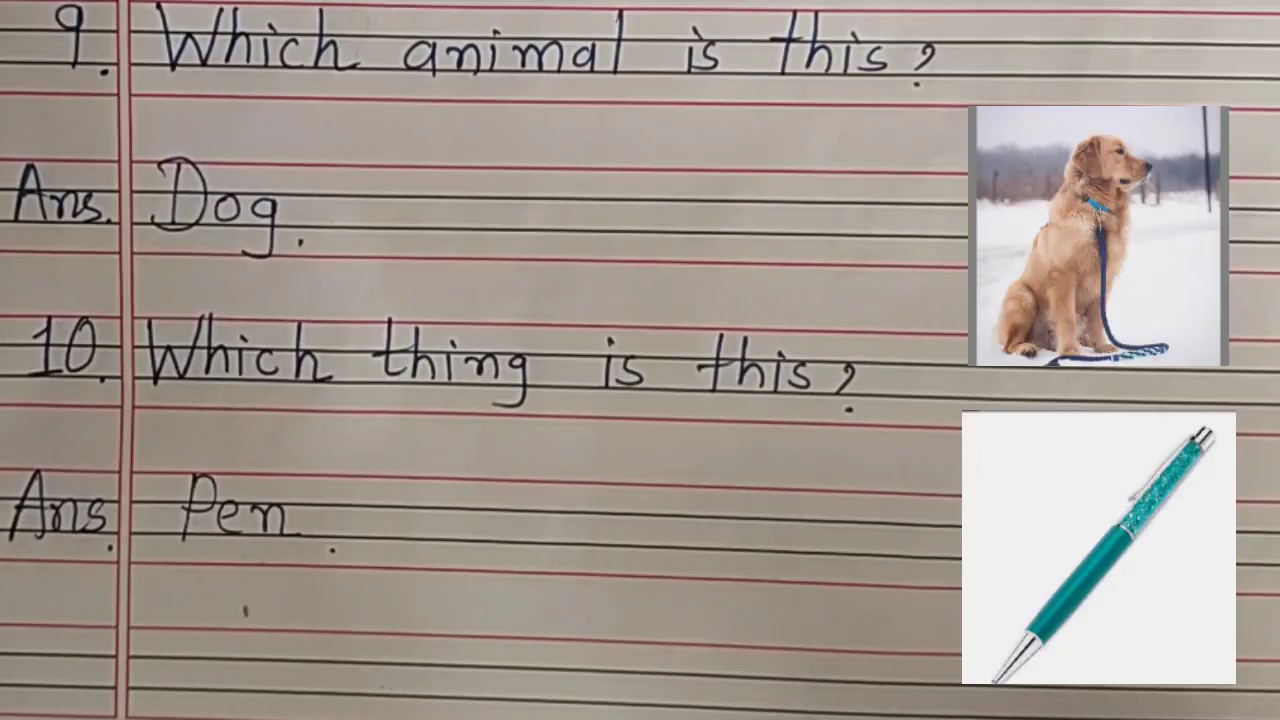 9. Which animal is this?
Ans. Dog.
10. Which thing is this?
Ans. Pen.